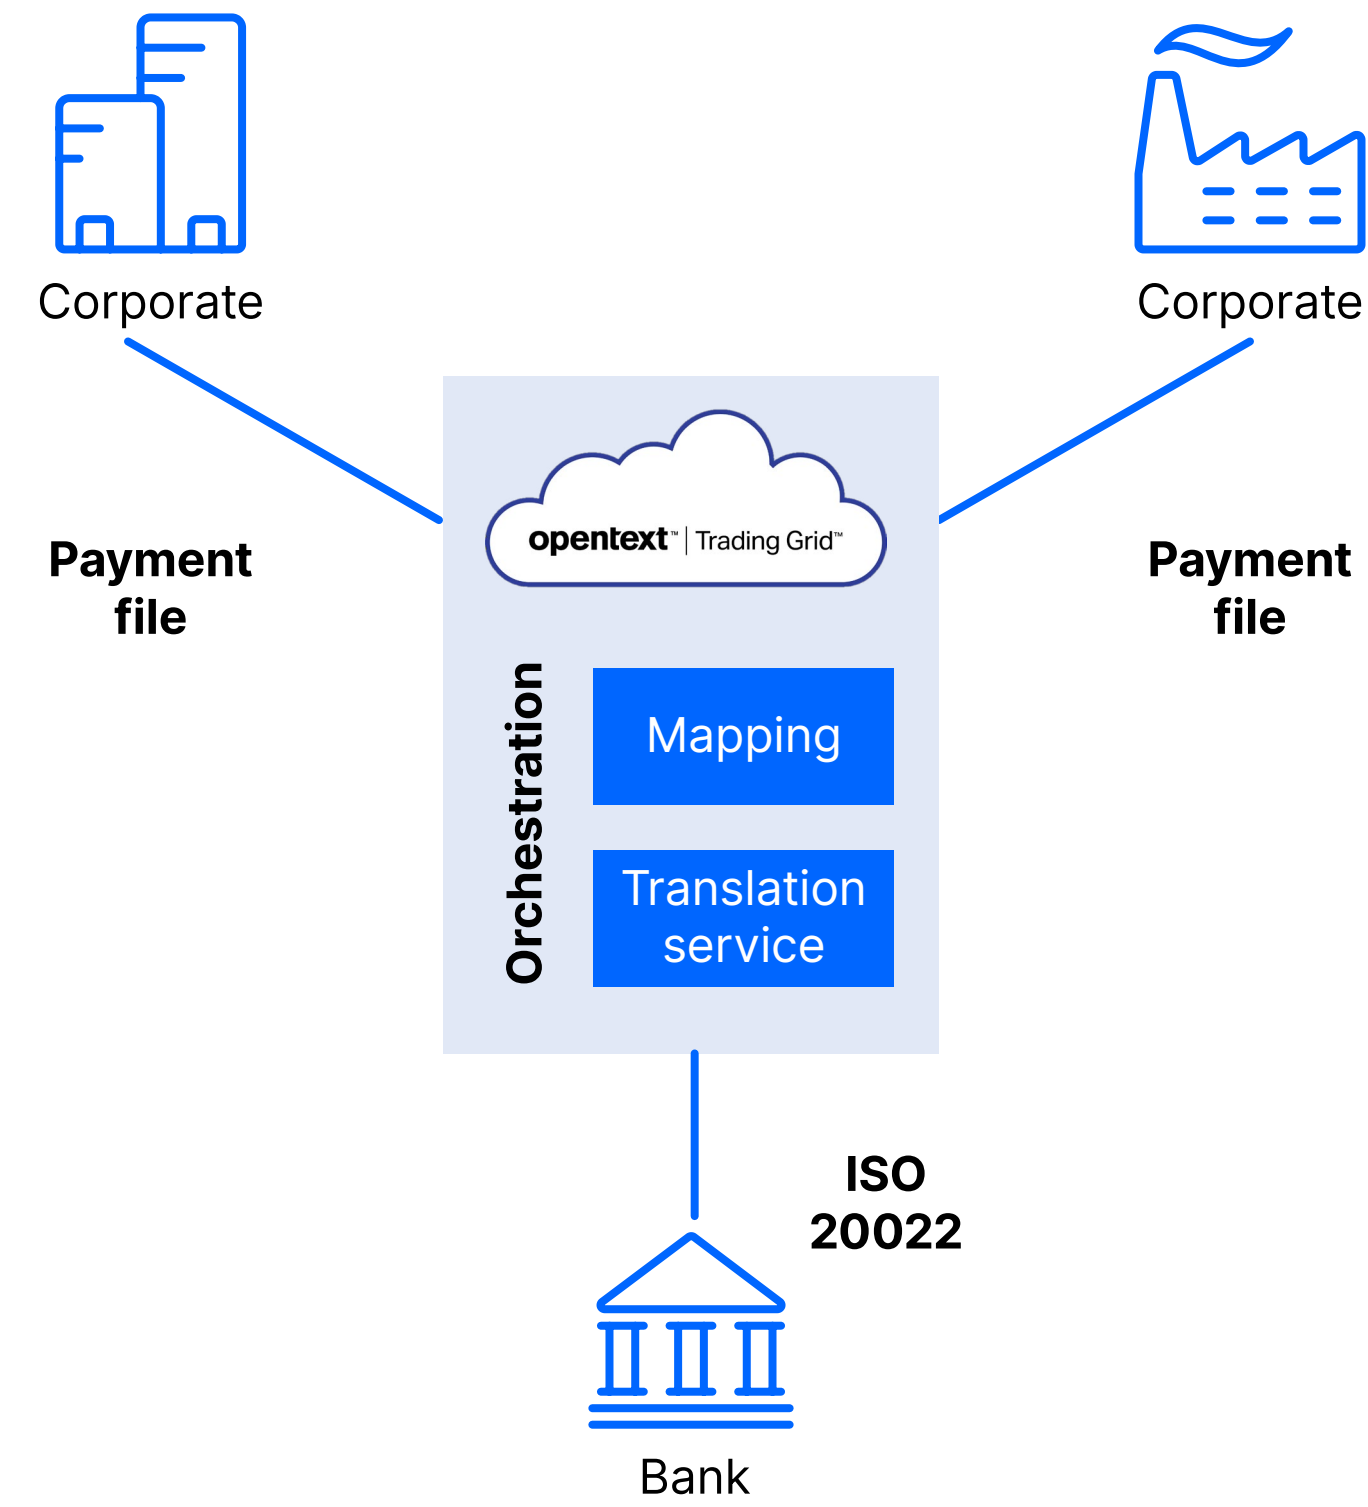 Corporate
Corporate
Payment
file
opentext™ | Trading Grid™
Payment
file
Orchestration
Mapping
Translation
service
ISO
20022
Bank